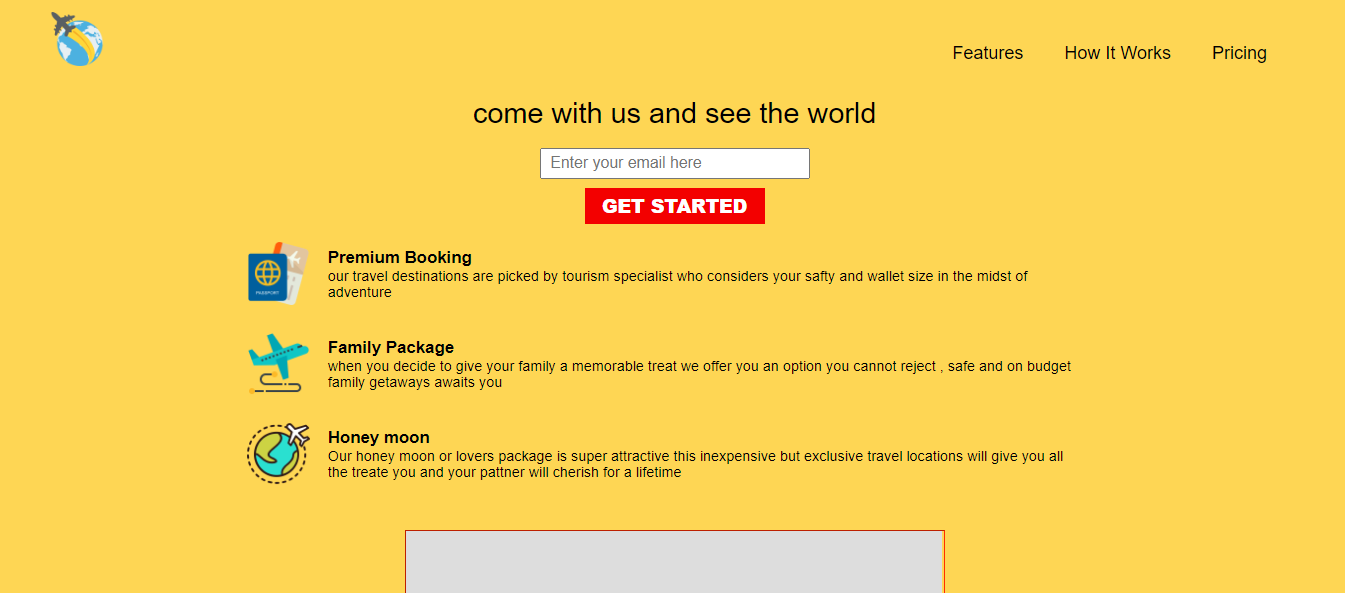 Features
How It Works
Pricing
come with us and see the world
Enter your email here
GET STARTED
PASSPORT
Premium Booking
our travel destinations are picked by tourism specialist who considers your safty and wallet size in the midst of
adventure
Family Package
when you decide to give your family a memorable treat we offer you an option you cannot reject , safe and on budget
family getaways awaits you
Honey moon
Our honey moon or lovers package is super attractive this inexpensive but exclusive travel locations will give you all
the treate you and your pattner will cherish for a lifetime